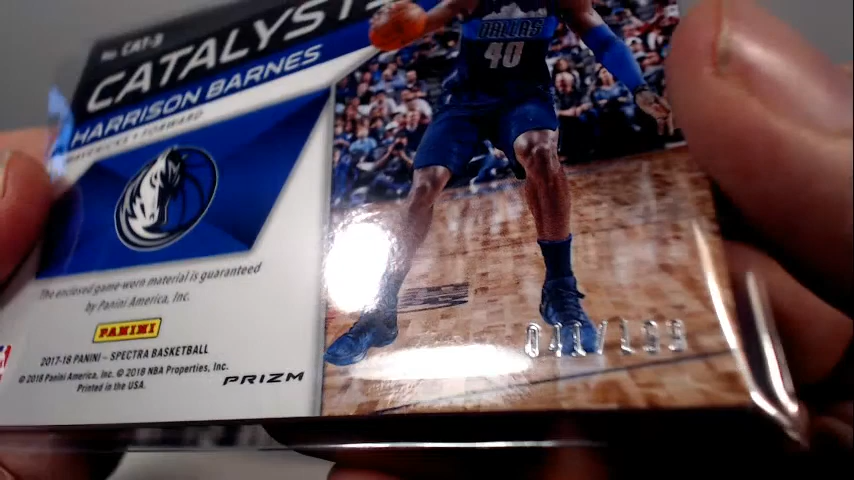 No. CAT-3
CATALYSTS
HARRISON BARNES
MAVERICKS • FORWARD
DALLAS
40
The enclosed game-worn material is guaranteed
by Panini America, Inc.
PANINI
2017-18 PANINI – SPECTRA BASKETBALL
© 2018 Panini America, Inc. © 2018 NBA Properties, Inc.
Printed in the USA.
PRIZM
041/199